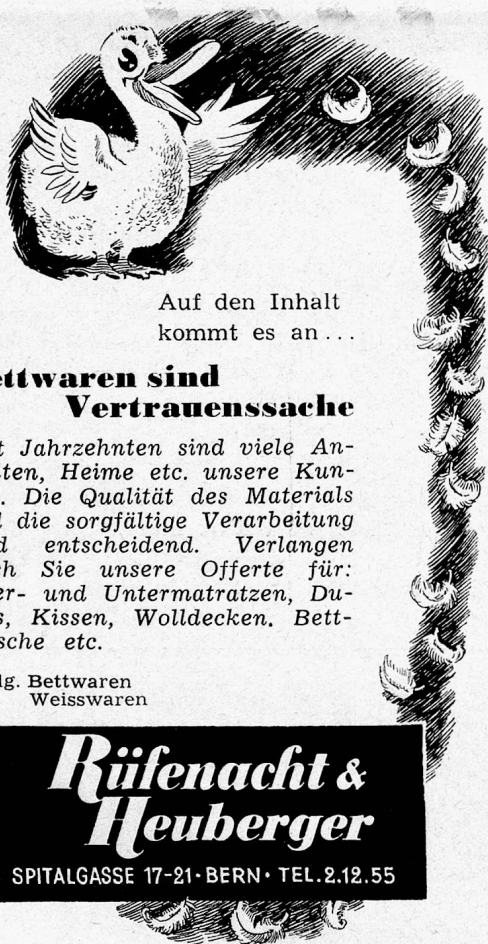 Auf den Inhalt
kommt es an...
ettwaren sind
Vertrauenssache
t Jahrzehnten sind viele An-
ten, Heime etc. unsere Kun-
. Die Qualität des Materials
d die sorgfältige Verarbeitung
d entscheidend. Verlangen
ch Sie unsere Offerte für:
er- und Untermatratzen, Du-
s, Kissen, Wolldecken. Bett-
sche etc.
lg. Bettwaren
Weisswaren
Rüfenacht &
Heuberger
SPITALGASSE 17-21 • BERN • TEL. 2.12.55